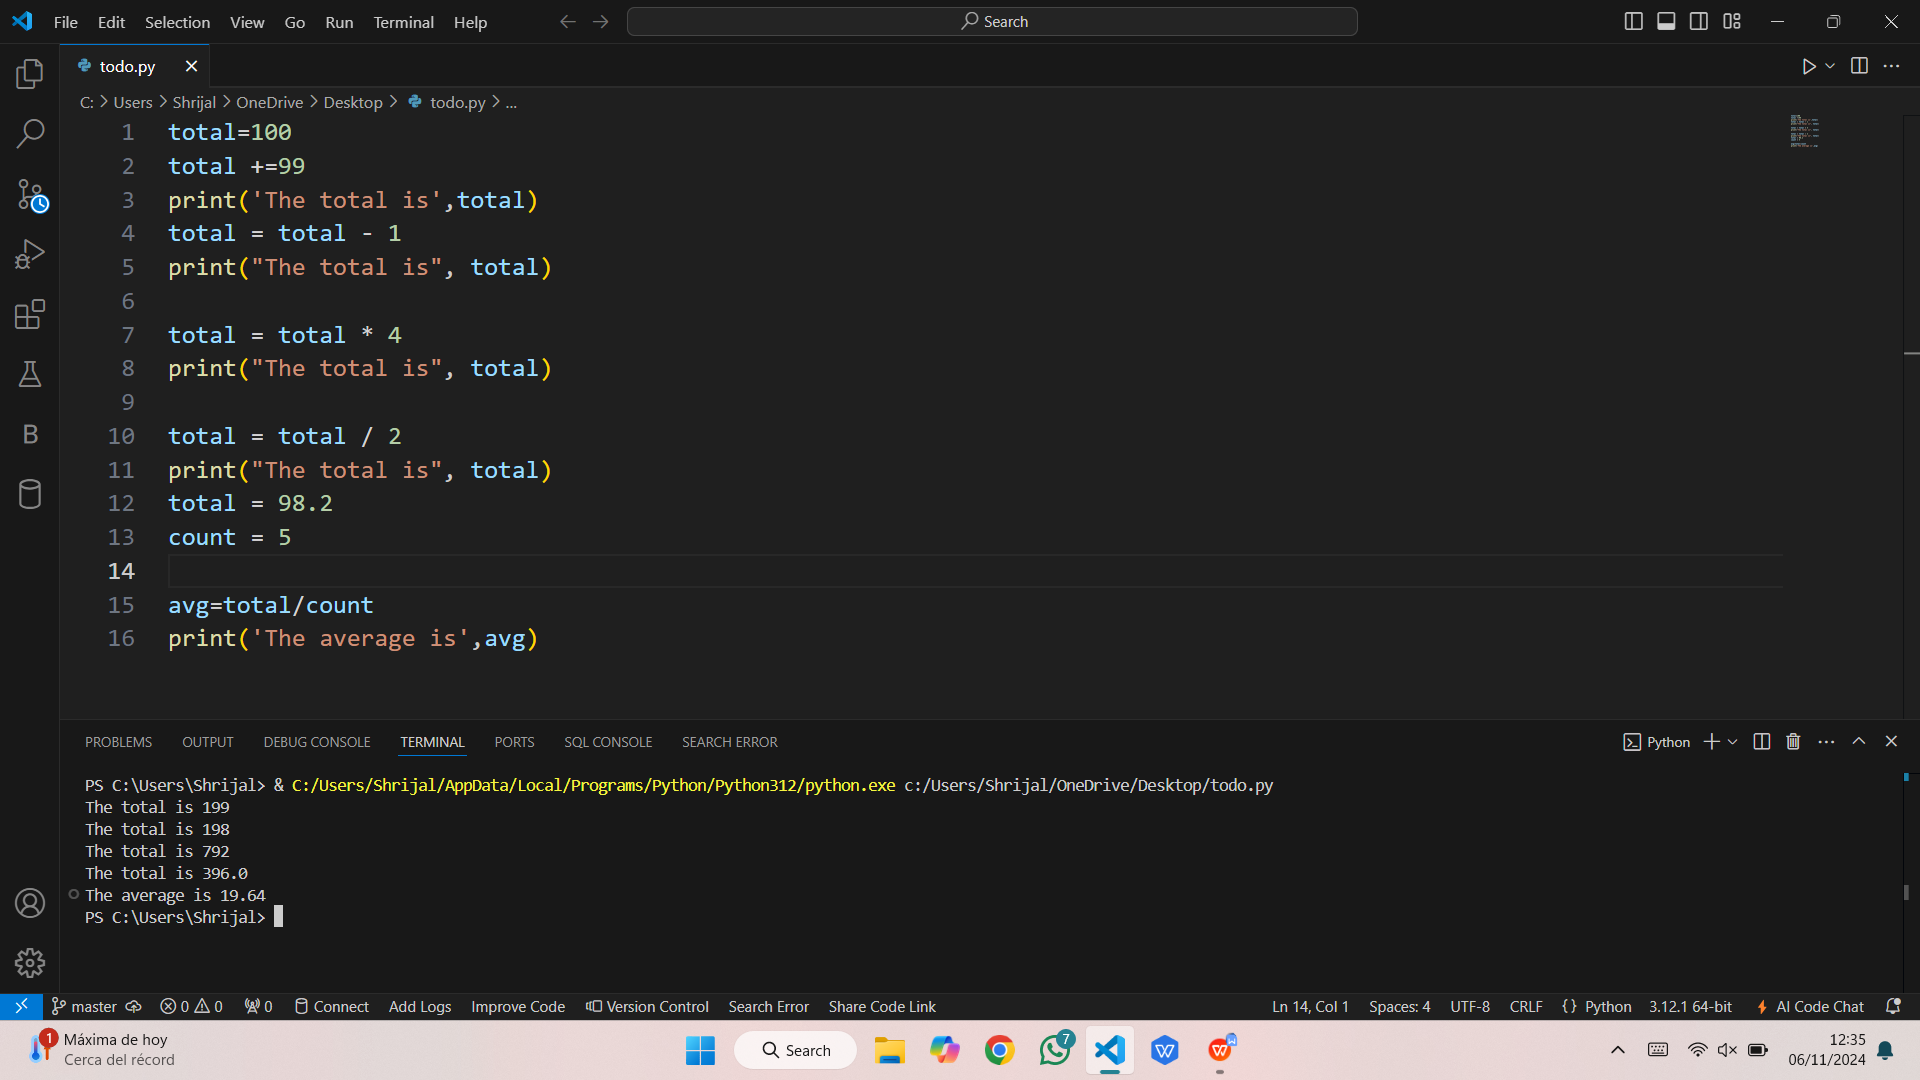 File Edit Selection View Go Run Terminal Help
Search
todo.py
C: > Users > Shrijal > OneDrive > Desktop > todo.py > ...
1 total=100
2 total +=99
3 print('The total is',total)
4 total = total - 1
5 print("The total is", total)
6
7 total = total * 4
8 print("The total is", total)
9
10 total = total / 2
11 print("The total is", total)
12 total = 98.2
13 count = 5
14
15 avg=total/count
16 print('The average is',avg)
B
PROBLEMS OUTPUT DEBUG CONSOLE TERMINAL PORTS SQL CONSOLE SEARCH ERROR
Python
PS C:\Users\Shrijal> & C:/Users/Shrijal/AppData/Local/Programs/Python/Python312/python.exe c:/Users/Shrijal/OneDrive/Desktop/todo.py
The total is 199
The total is 198
The total is 792
The total is 396.0
The average is 19.64
PS C:\Users\Shrijal>
master 0 0 0 Connect Add Logs Improve Code Version Control Search Error Share Code Link
Ln 14, Col 1 Spaces: 4 UTF-8 CRLF {} Python 3.12.1 64-bit AI Code Chat
1
Máxima de hoy
Cerca del récord
Search
7
12:35
06/11/2024